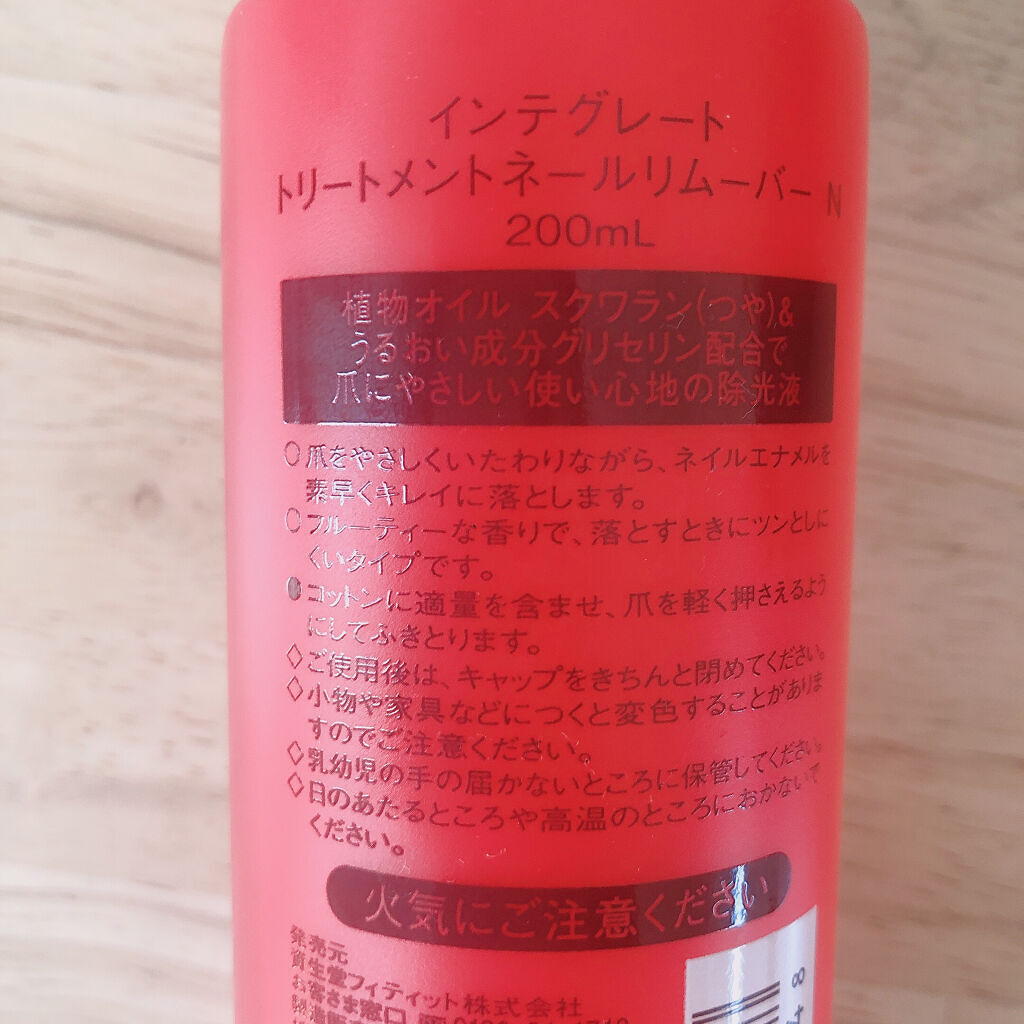 インテグレート
トリートメントネールリムーバー N
200mL
植物オイル スクワラン(つや)&
うるおい成分グリセリン配合で
爪にやさしい使い心地の除光液
○爪をやさしくいたわりながら、ネイルエナメルを
素早くキレイに落とします。
○フルーティーな香りで、落とすときにツンとしに
くいタイプです。
●コットンに適量を含ませ、爪を軽く押さえるよう
にしてふきとります。
◇ご使用後は、キャップをきちんと閉めてください。
◇小物や家具などにつくと変色することがありま
すのでご注意ください。
◇乳幼児の手の届かないところに保管してください。
◇日のあたるところや高温のところにおかないで
ください。
火気にご注意ください
発売元
資生堂フィティット株式会社
お客さま窓口
8